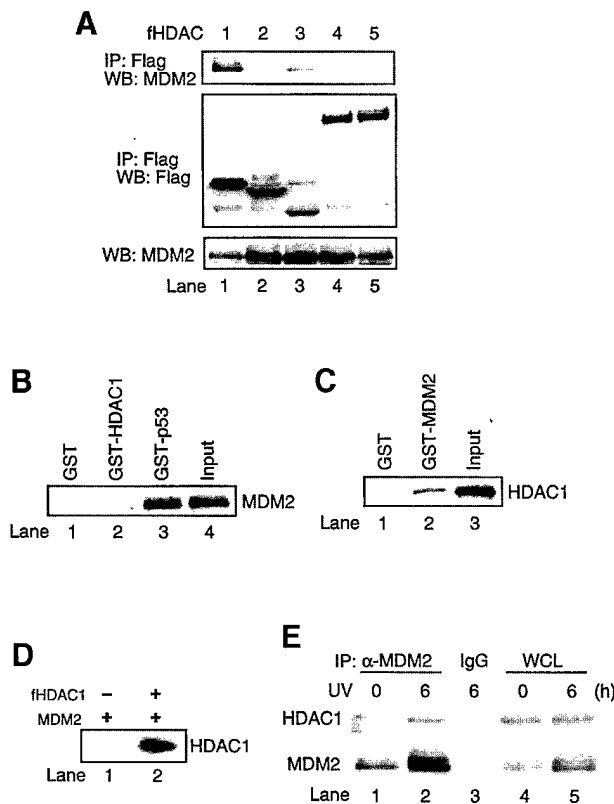 A
fHDAC 1 2 3 4 5
IP: Flag
WB: MDM2
IP: Flag
WB: Flag
WB: MDM2
Lane 1 2 3 4 5
B
GST
GST-HDAC1
GST-p53
Input
MDM2
Lane 1 2 3 4
C
GST
GST-MDM2
Input
HDAC1
Lane 1 2 3
D
fHDAC1 – +
MDM2 + +
HDAC1
Lane 1 2
E
IP: α-MDM2 IgG WCL
UV 0 6 6 0 6 (h)
HDAC1
MDM2
Lane 1 2 3 4 5